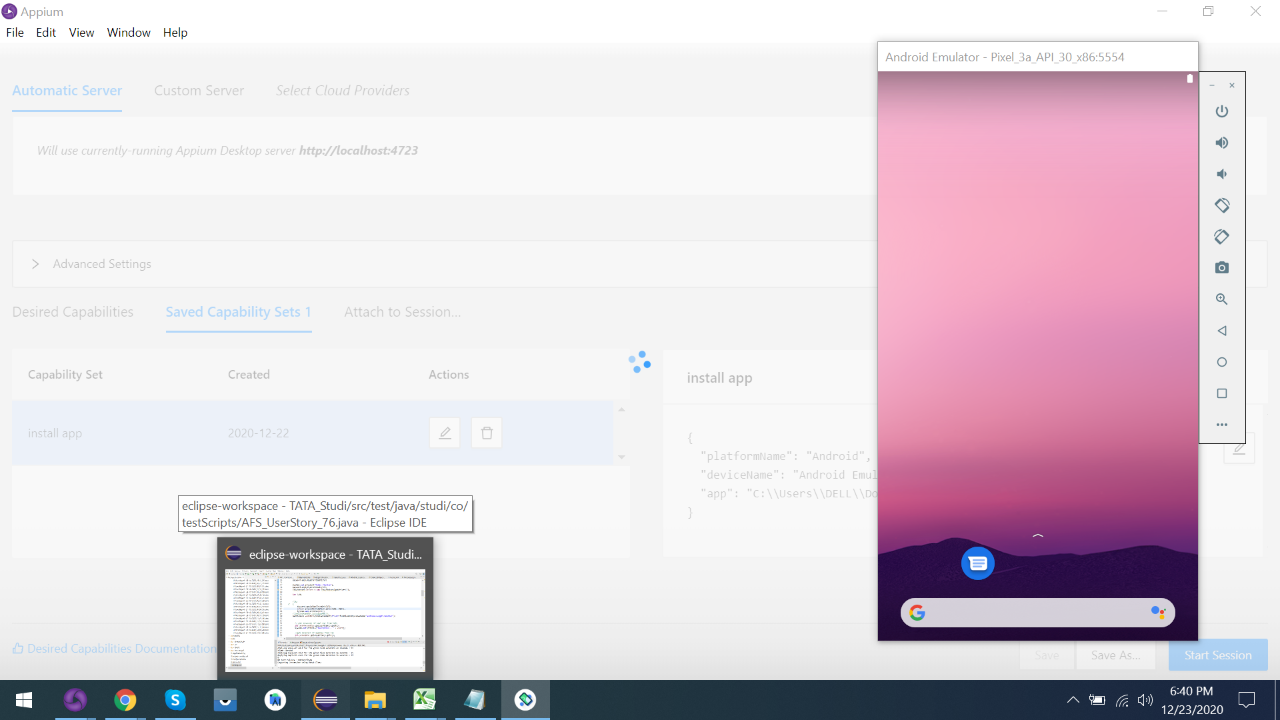 Appium
File Edit View Window Help
Android Emulator - Pixel_3a_API_30_x86:5554
Automatic Server Custom Server Select Cloud Providers
Will use currently-running Appium Desktop server http://localhost:4723
Advanced Settings
Desired Capabilities Saved Capability Sets 1 Attach to Session...
Capability Set Created Actions
install app
install app 2020-12-22
{
"platformName": "Android",
"deviceName": "Android Emul
"app": "C:\\Users\\DELL\\Do
}
eclipse-workspace - TATA_Studi/src/test/java/studi/co/
testScripts/AFS_UserStory_76.java - Eclipse IDE
eclipse-workspace - TATA_Studi...
Capabilities Documentation
Save Save As... Start Session
6:40 PM
12/23/2020